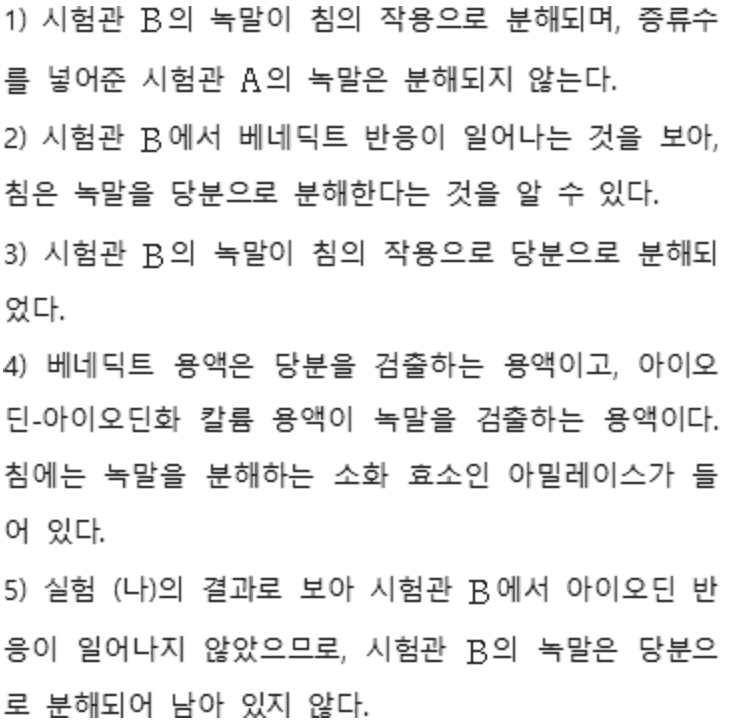 1) 시험관 B의 녹말이 침의 작용으로 분해되며, 증류수
를 넣어준 시험관 A의 녹말은 분해되지 않는다.
2) 시험관 B에서 베네딕트 반응이 일어나는 것을 보아,
침은 녹말을 당분으로 분해한다는 것을 알 수 있다.
3) 시험관 B의 녹말이 침의 작용으로 당분으로 분해되
었다.
4) 베네딕트 용액은 당분을 검출하는 용액이고, 아이오
딘-아이오딘화 칼륨 용액이 녹말을 검출하는 용액이다.
침에는 녹말을 분해하는 소화 효소인 아밀레이스가 들
어 있다.
5) 실험 (나)의 결과로 보아 시험관 B에서 아이오딘 반
응이 일어나지 않았으므로, 시험관 B의 녹말은 당분으
로 분해되어 남아 있지 않다.